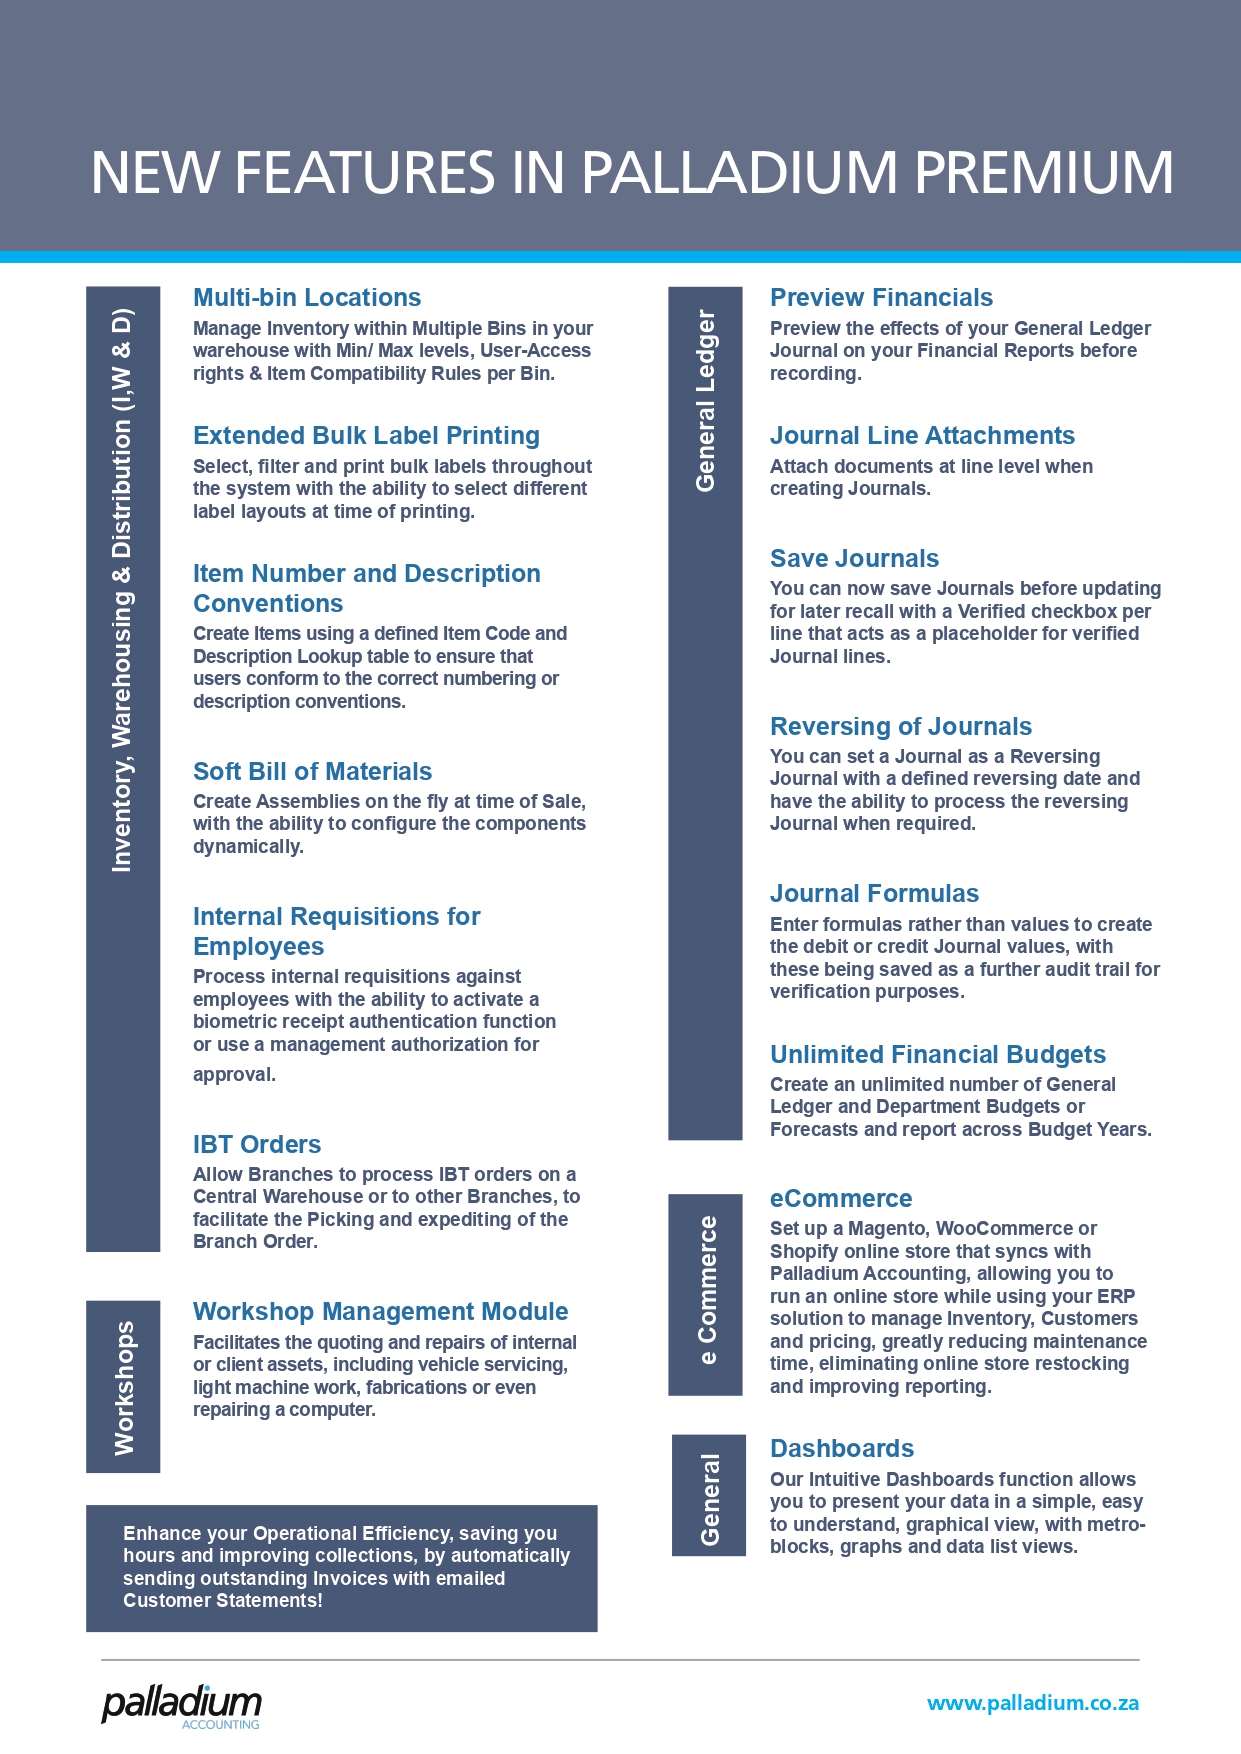 NEW FEATURES IN PALLADIUM PREMIUM
Inventory, Warehousing & Distribution (I,W & D)
Multi-bin Locations
Manage Inventory within Multiple Bins in your
warehouse with Min/ Max levels, User-Access
rights & Item Compatibility Rules per Bin.
Extended Bulk Label Printing
Select, filter and print bulk labels throughout
the system with the ability to select different
label layouts at time of printing.
Item Number and Description
Conventions
Create Items using a defined Item Code and
Description Lookup table to ensure that
users conform to the correct numbering or
description conventions.
Soft Bill of Materials
Create Assemblies on the fly at time of Sale,
with the ability to configure the components
dynamically.
Internal Requisitions for
Employees
Process internal requisitions against
employees with the ability to activate a
biometric receipt authentication function
or use a management authorization for
approval.
IBT Orders
Allow Branches to process IBT orders on a
Central Warehouse or to other Branches, to
facilitate the Picking and expediting of the
Branch Order.
Workshops
Workshop Management Module
Facilitates the quoting and repairs of internal
or client assets, including vehicle servicing,
light machine work, fabrications or even
repairing a computer.
Enhance your Operational Efficiency, saving you
hours and improving collections, by automatically
sending outstanding Invoices with emailed
Customer Statements!
General Ledger
Preview Financials
Preview the effects of your General Ledger
Journal on your Financial Reports before
recording.
Journal Line Attachments
Attach documents at line level when
creating Journals.
Save Journals
You can now save Journals before updating
for later recall with a Verified checkbox per
line that acts as a placeholder for verified
Journal lines.
Reversing of Journals
You can set a Journal as a Reversing
Journal with a defined reversing date and
have the ability to process the reversing
Journal when required.
Journal Formulas
Enter formulas rather than values to create
the debit or credit Journal values, with
these being saved as a further audit trail for
verification purposes.
Unlimited Financial Budgets
Create an unlimited number of General
Ledger and Department Budgets or
Forecasts and report across Budget Years.
e Commerce
eCommerce
Set up a Magento, WooCommerce or
Shopify online store that syncs with
Palladium Accounting, allowing you to
run an online store while using your ERP
solution to manage Inventory, Customers
and pricing, greatly reducing maintenance
time, eliminating online store restocking
and improving reporting.
General
Dashboards
Our Intuitive Dashboards function allows
you to present your data in a simple, easy
to understand, graphical view, with metro-
blocks, graphs and data list views.
palladium
ACCOUNTING
www.palladium.co.za